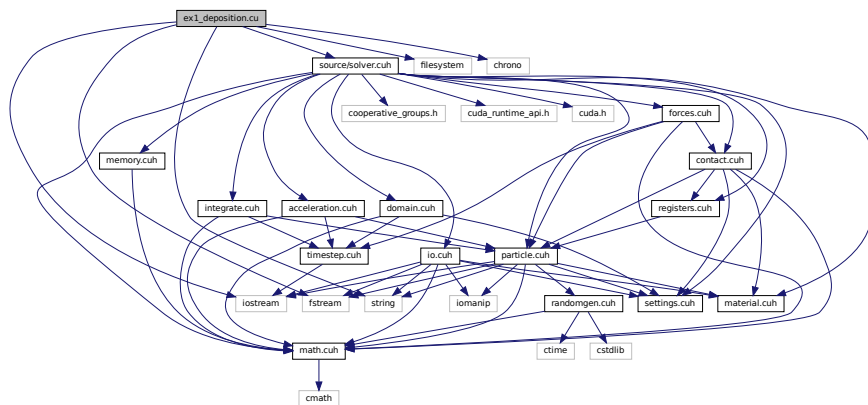 ex1_deposition.cu
source/solver.cuh
filesystem
chrono
cooperative_groups.h
cuda_runtime_api.h
cuda.h
forces.cuh
memory.cuh
contact.cuh
integrate.cuh
acceleration.cuh
domain.cuh
registers.cuh
timestep.cuh
io.cuh
particle.cuh
iostream
fstream
string
iomanip
randomgen.cuh
settings.cuh
material.cuh
math.cuh
ctime
cstdlib
cmath